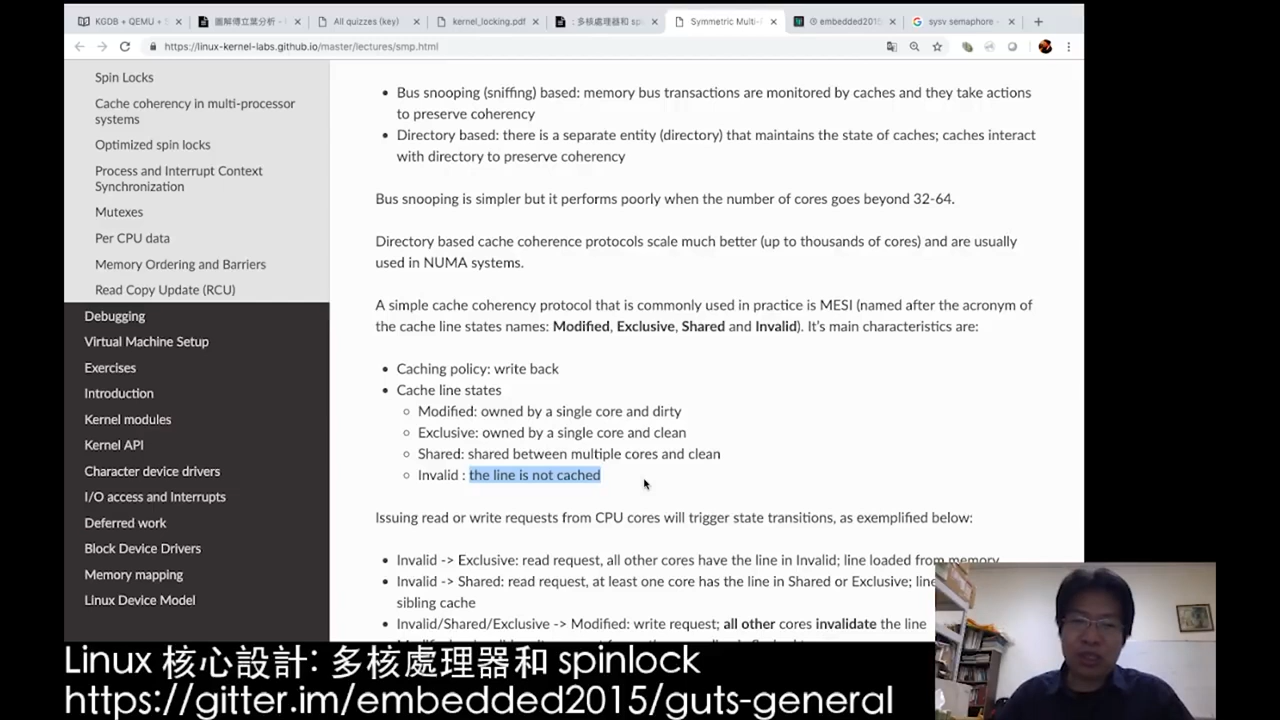 KGDB + QEMU + S
圖解傅立葉分析 -
All quizzes (key)
kernel_locking.pdf
: 多核處理器和 spi
Symmetric Multi-
embedded2015
sysv semaphore -
https://linux-kernel-labs.github.io/master/lectures/smp.html
Spin Locks
Cache coherency in multi-processor
systems
Optimized spin locks
Process and Interrupt Context
Synchronization
Mutexes
Per CPU data
Memory Ordering and Barriers
Read Copy Update (RCU)
Debugging
Virtual Machine Setup
Exercises
Introduction
Kernel modules
Kernel API
Character device drivers
I/O access and Interrupts
Deferred work
Block Device Drivers
Memory mapping
Linux Device Model
• Bus snooping (sniffing) based: memory bus transactions are monitored by caches and they take actions
to preserve coherency
• Directory based: there is a separate entity (directory) that maintains the state of caches; caches interact
with directory to preserve coherency
Bus snooping is simpler but it performs poorly when the number of cores goes beyond 32-64.
Directory based cache coherence protocols scale much better (up to thousands of cores) and are usually
used in NUMA systems.
A simple cache coherency protocol that is commonly used in practice is MESI (named after the acronym of
the cache line states names: Modified, Exclusive, Shared and Invalid). It's main characteristics are:
• Caching policy: write back
• Cache line states
◦ Modified: owned by a single core and dirty
◦ Exclusive: owned by a single core and clean
◦ Shared: shared between multiple cores and clean
◦ Invalid : the line is not cached
Issuing read or write requests from CPU cores will trigger state transitions, as exemplified below:
• Invalid -> Exclusive: read request, all other cores have the line in Invalid; line loaded from memory
• Invalid -> Shared: read request, at least one core has the line in Shared or Exclusive; line
sibling cache
• Invalid/Shared/Exclusive -> Modified: write request; all other cores invalidate the line
Linux 核心設計: 多核處理器和 spinlock
https://gitter.im/embedded2015/guts-general